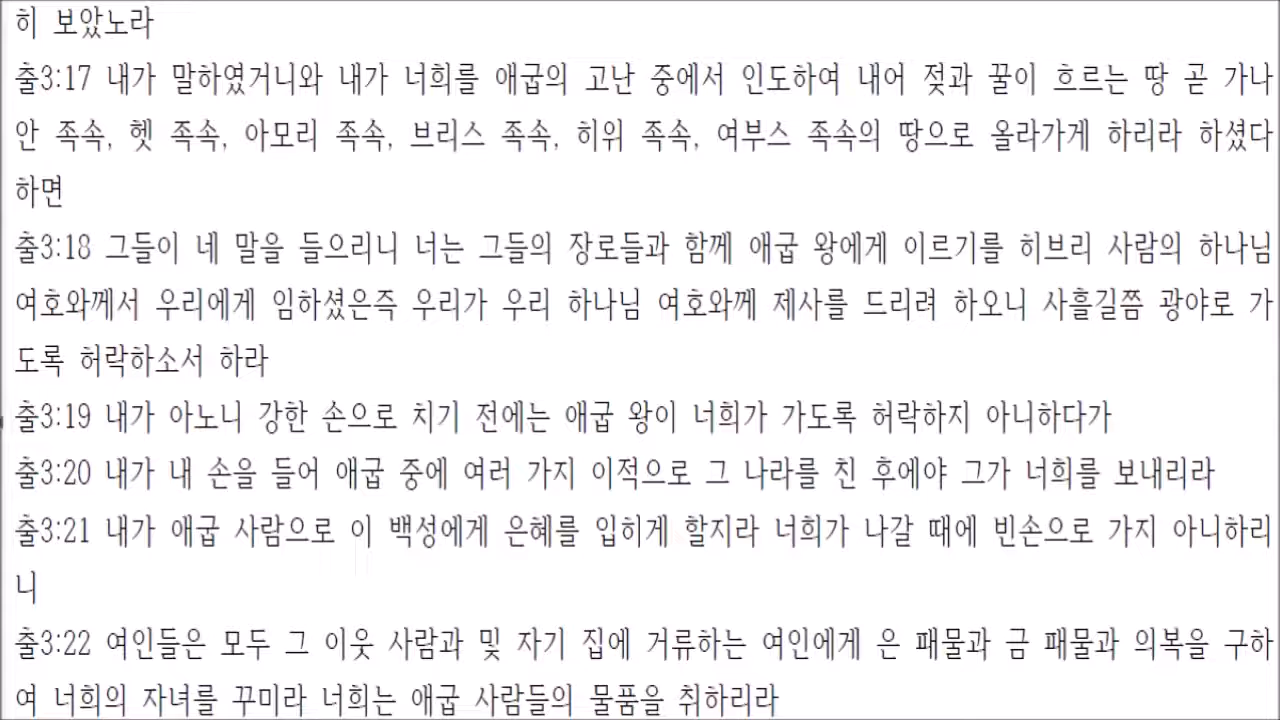 히 보았노라
출3:17 내가 말하였거니와 내가 너희를 애굽의 고난 중에서 인도하여 내어 젖과 꿀이 흐르는 땅 곧 가나
안 족속, 헷 족속, 아모리 족속, 브리스 족속, 히위 족속, 여부스 족속의 땅으로 올라가게 하리라 하셨다
하면
출3:18 그들이 네 말을 들으리니 너는 그들의 장로들과 함께 애굽 왕에게 이르기를 히브리 사람의 하나님
여호와께서 우리에게 임하셨은즉 우리가 우리 하나님 여호와께 제사를 드리려 하오니 사흘길쯤 광야로 가
도록 허락하소서 하라
출3:19 내가 아노니 강한 손으로 치기 전에는 애굽 왕이 너희가 가도록 허락하지 아니하다가
출3:20 내가 내 손을 들어 애굽 중에 여러 가지 이적으로 그 나라를 친 후에야 그가 너희를 보내리라
출3:21 내가 애굽 사람으로 이 백성에게 은혜를 입히게 할지라 너희가 나갈 때에 빈손으로 가지 아니하리
니
출3:22 여인들은 모두 그 이웃 사람과 및 자기 집에 거류하는 여인에게 은 패물과 금 패물과 의복을 구하
여 너희의 자녀를 꾸미라 너희는 애굽 사람들의 물품을 취하리라